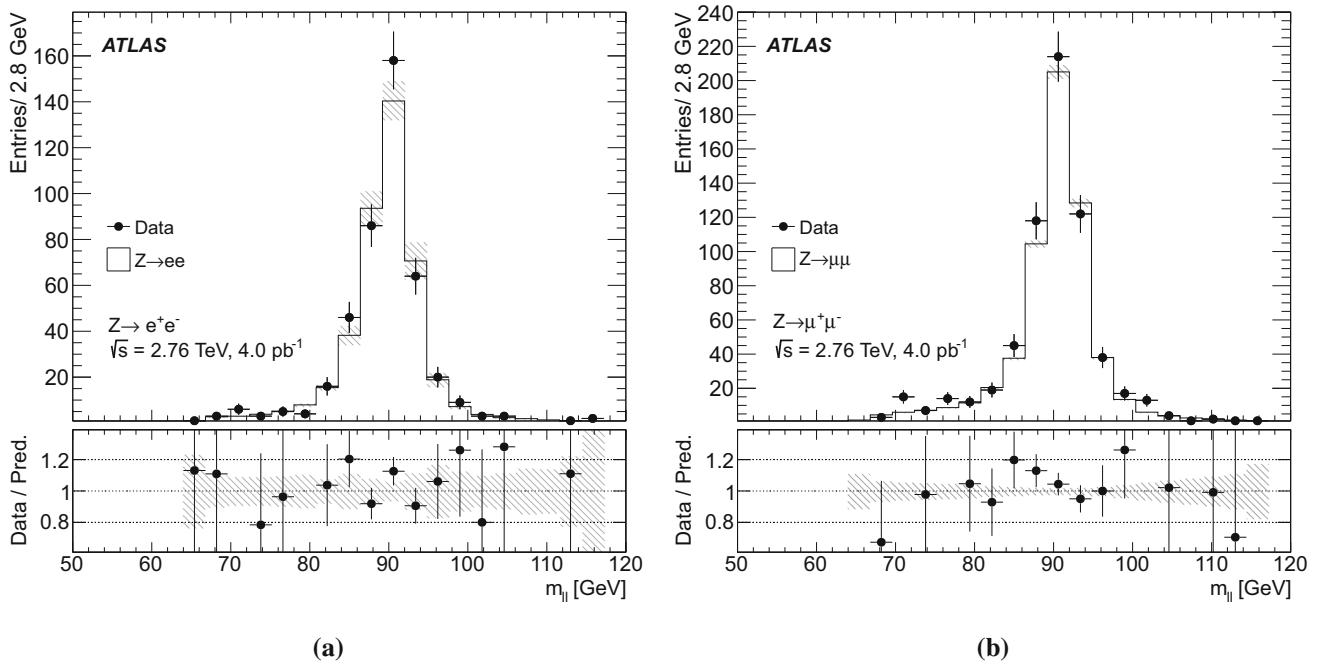 Entries/ 2.8 GeV
160
140
120
100
80
60
40
20
ATLAS
Data
Z→ee
Z→ e⁺e⁻
√s = 2.76 TeV, 4.0 pb⁻¹
Data / Pred.
1.2
1
0.8
50 60 70 80 90 100 110 120
m_ll [GeV]
(a)
Entries/ 2.8 GeV
240
220
200
180
160
140
120
100
80
60
40
20
ATLAS
Data
Z→μμ
Z→μ⁺μ⁻
√s = 2.76 TeV, 4.0 pb⁻¹
Data / Pred.
1.2
1
0.8
50 60 70 80 90 100 110 120
m_ll [GeV]
(b)